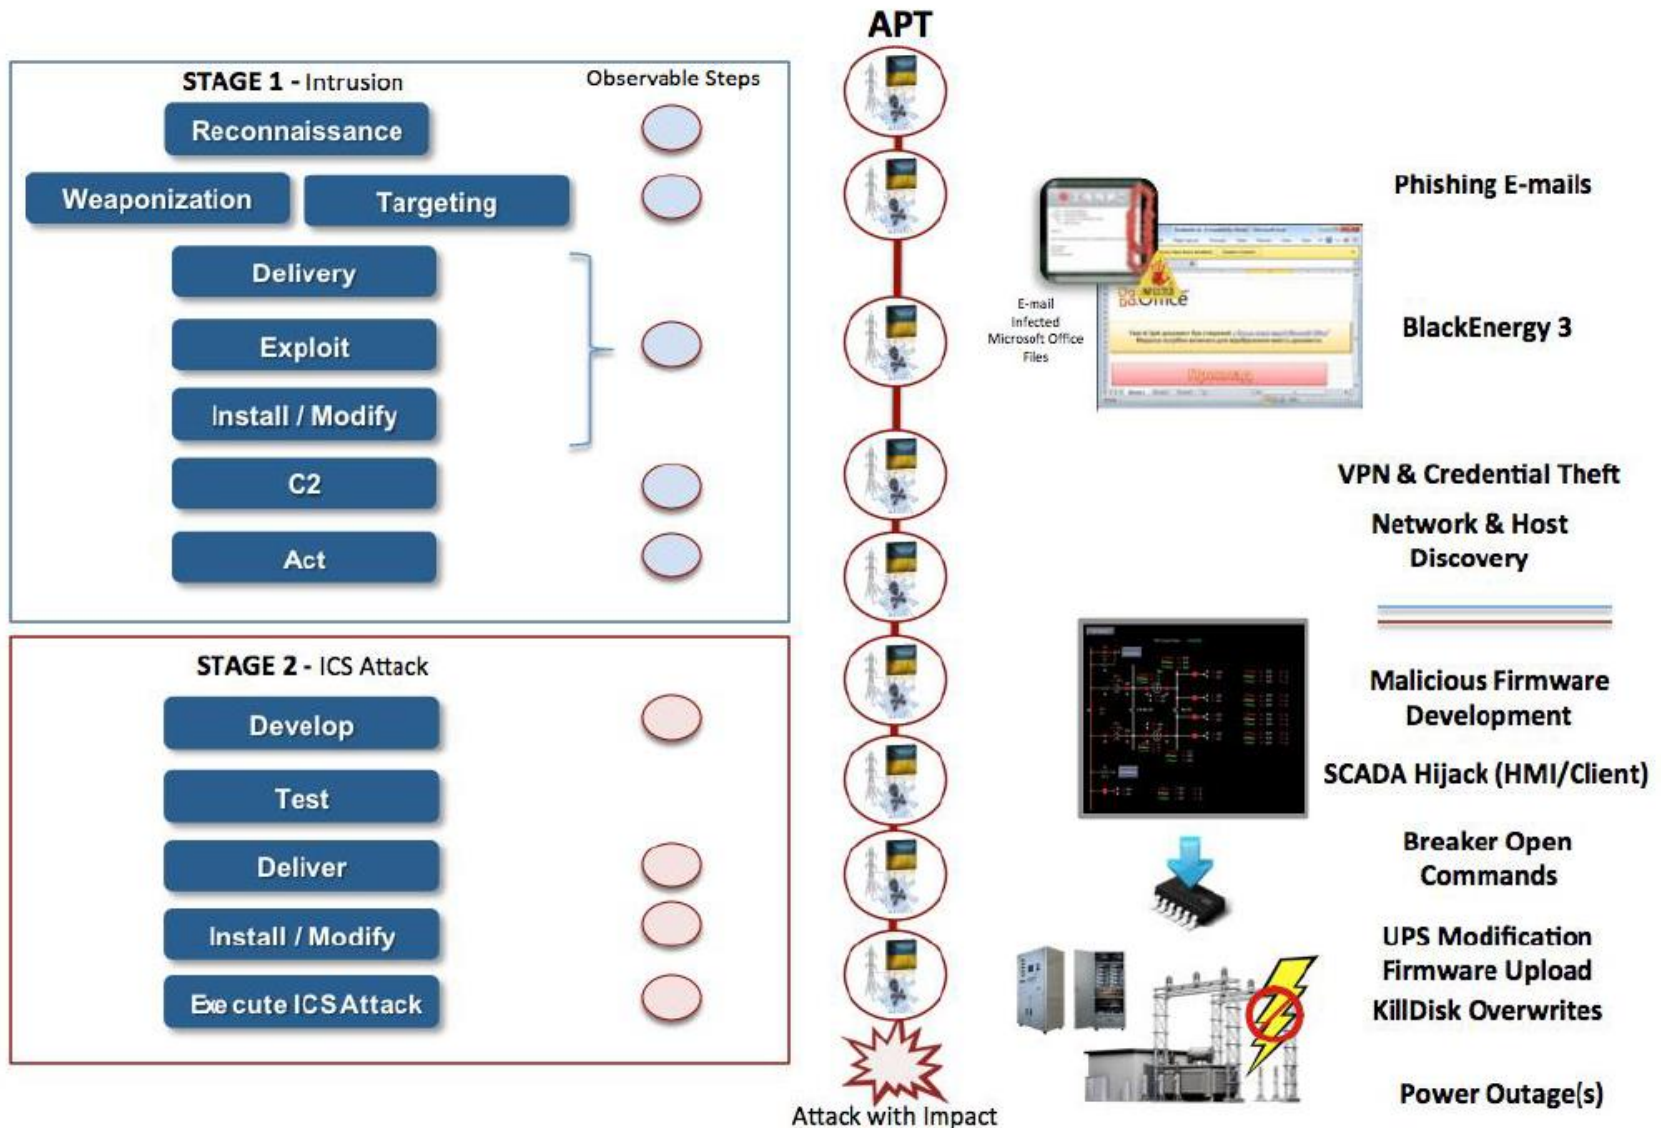 APT
STAGE 1 - Intrusion
Observable Steps
Reconnaissance
Weaponization
Targeting
Delivery
Exploit
Install / Modify
C2
Act
STAGE 2 - ICS Attack
Develop
Test
Deliver
Install / Modify
Execute ICS Attack
Attack with Impact
E-mail
Infected
Microsoft Office
Files
Office
Phishing E-mails
BlackEnergy 3
VPN & Credential Theft
Network & Host
Discovery
Malicious Firmware
Development
SCADA Hijack (HMI/Client)
Breaker Open
Commands
UPS Modification
Firmware Upload
KillDisk Overwrites
Power Outage(s)